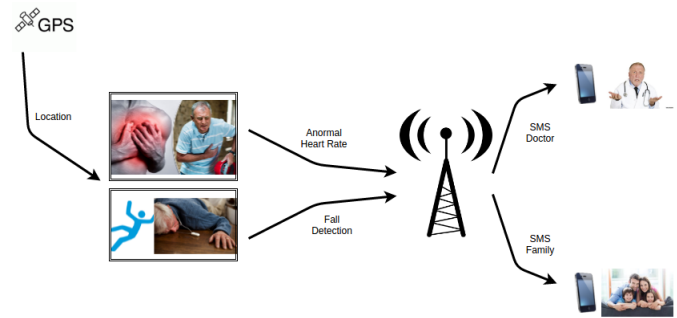 GPS
Location
Anormal
Heart Rate
Fall
Detection
SMS
Doctor
SMS
Family